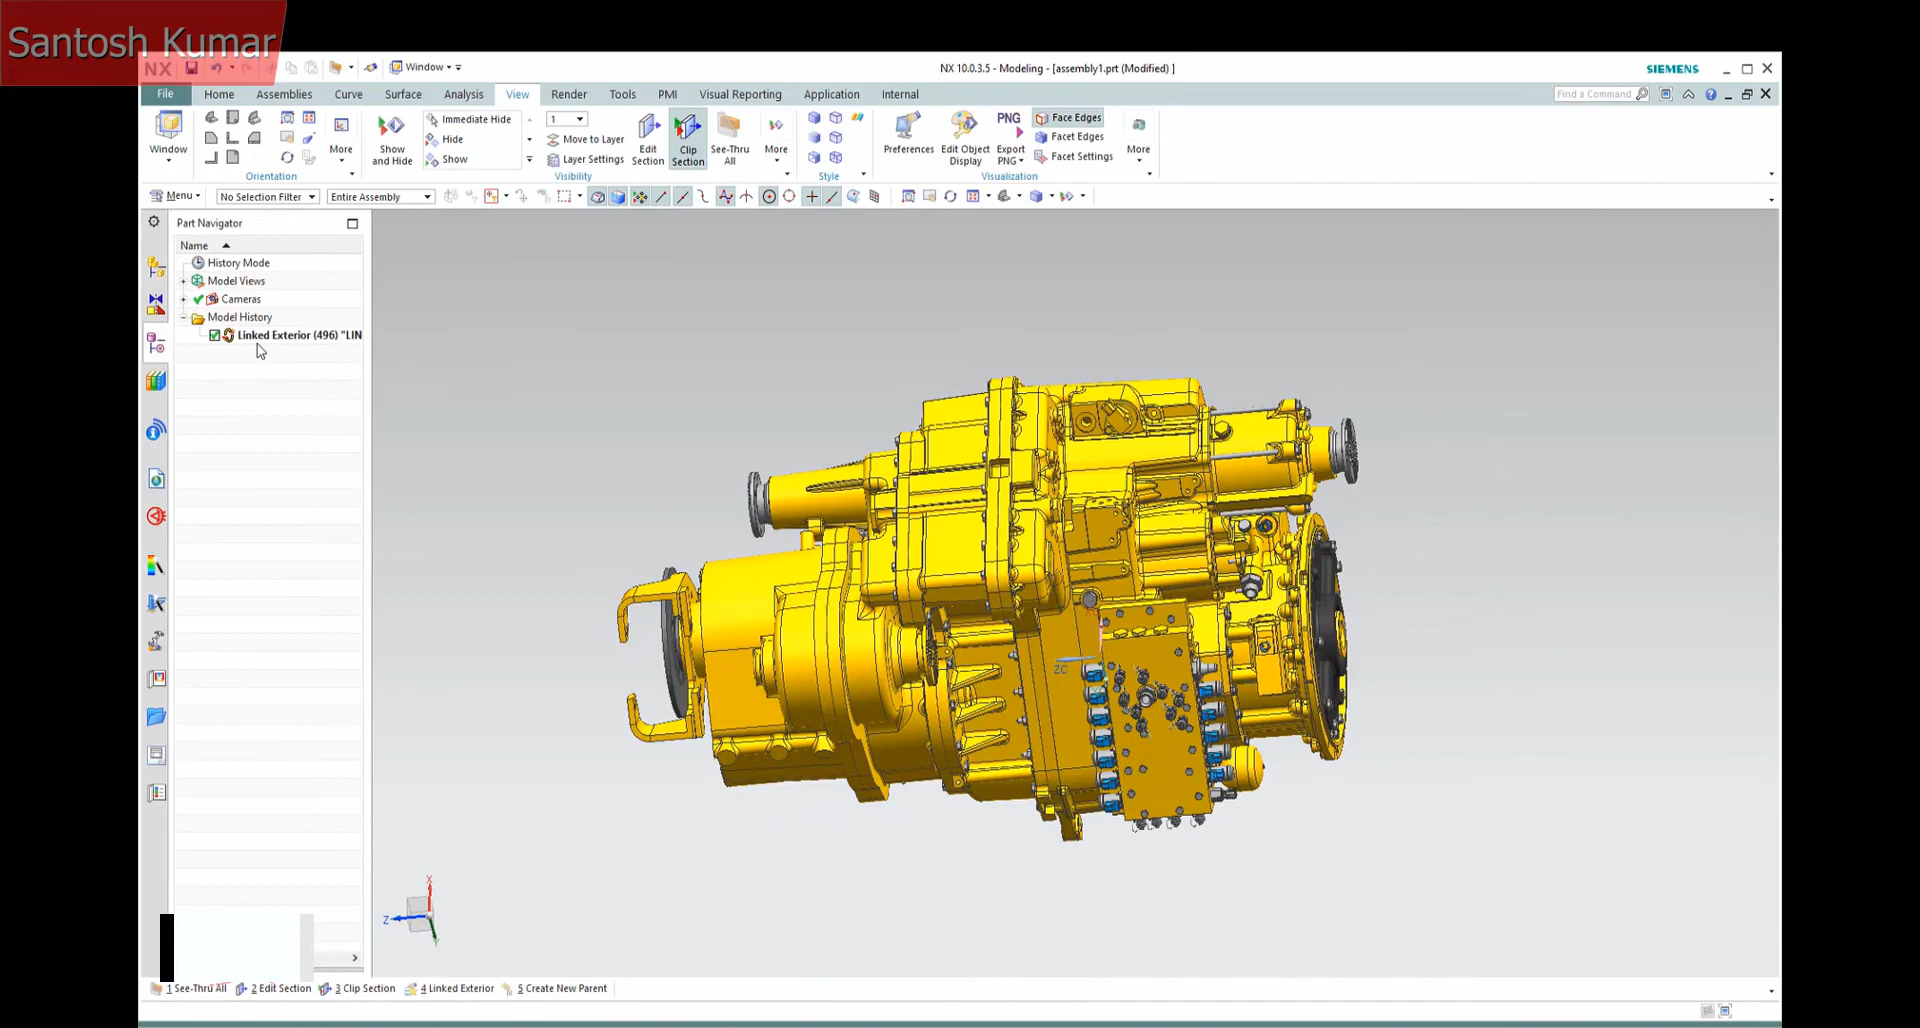 Santosh Kumar
NX
Window
NX 10.0.3.5 - Modeling - [assembly1.prt (Modified) ]
SIEMENS
File Home Assemblies Curve Surface Analysis View Render Tools PMI Visual Reporting Application Internal
Find a Command
Window
More
Show and Hide
Immediate Hide
Hide
Show
1
Move to Layer
Layer Settings
Edit Section
Clip Section
See-Thru All
More
Preferences
Edit Object Display
PNG
Export PNG
Face Edges
Facet Edges
Facet Settings
More
Orientation
Visibility
Style
Visualization
Menu
No Selection Filter
Entire Assembly
Part Navigator
Name
History Mode
Model Views
Cameras
Model History
Linked Exterior (496) "LIN
ZC
X
Z
Y
1 See-Thru All 2 Edit Section 3 Clip Section 4 Linked Exterior 5 Create New Parent